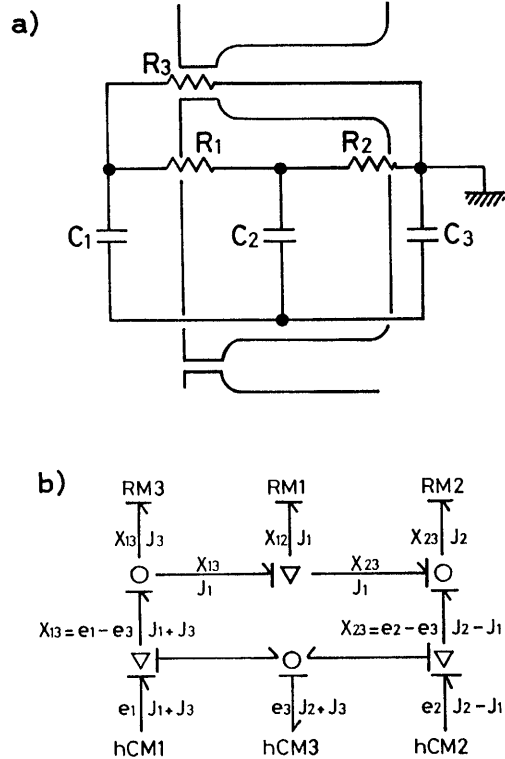 a)
R3
R1
R2
C1
C2
C3
b)
RM3 RM1 RM2
X13 J3 X12 J1 X23 J2
X13 X23
J1 J1
X13=e1-e3 J1+J3 X23=e2-e3 J2-J1
e1 J1+J3 e3 J2+J3 e2 J2-J1
hCM1 hCM3 hCM2